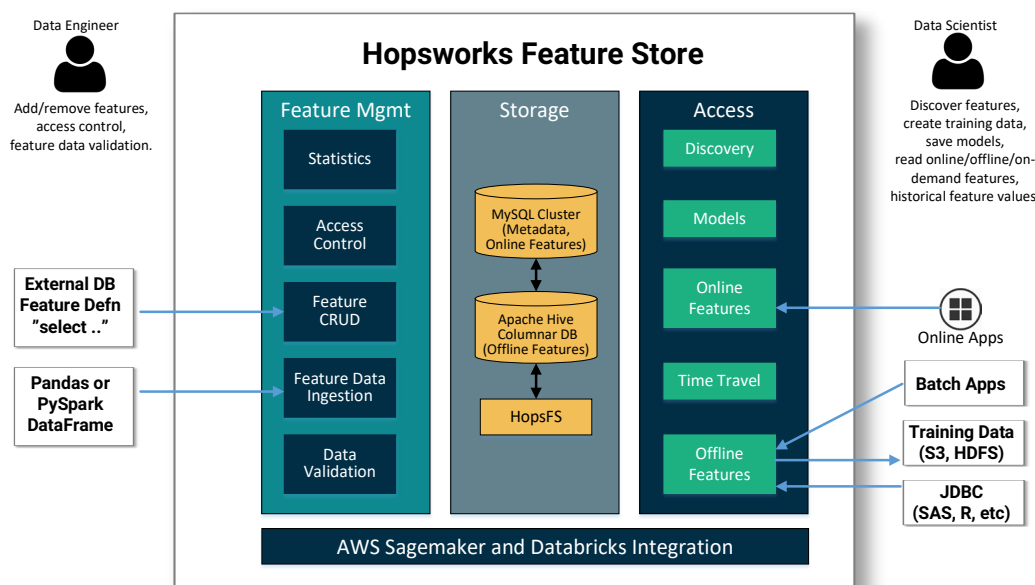 Data Engineer
Add/remove features,
access control,
feature data validation.
Data Scientist
Discover features,
create training data,
save models,
read online/offline/on-
demand features,
historical feature values
Hopsworks Feature Store
Feature Mgmt
Statistics
Access
Control
Feature
CRUD
Feature Data
Ingestion
Data
Validation
Storage
MySQL Cluster
(Metadata,
Online Features)
Apache Hive
Columnar DB
(Offline Features)
HopsFS
Access
Discovery
Models
Online
Features
Time Travel
Offline
Features
AWS Sagemaker and Databricks Integration
External DB
Feature Defn
”select ..”
Pandas or
PySpark
DataFrame
Online Apps
Batch Apps
Training Data
(S3, HDFS)
JDBC
(SAS, R, etc)